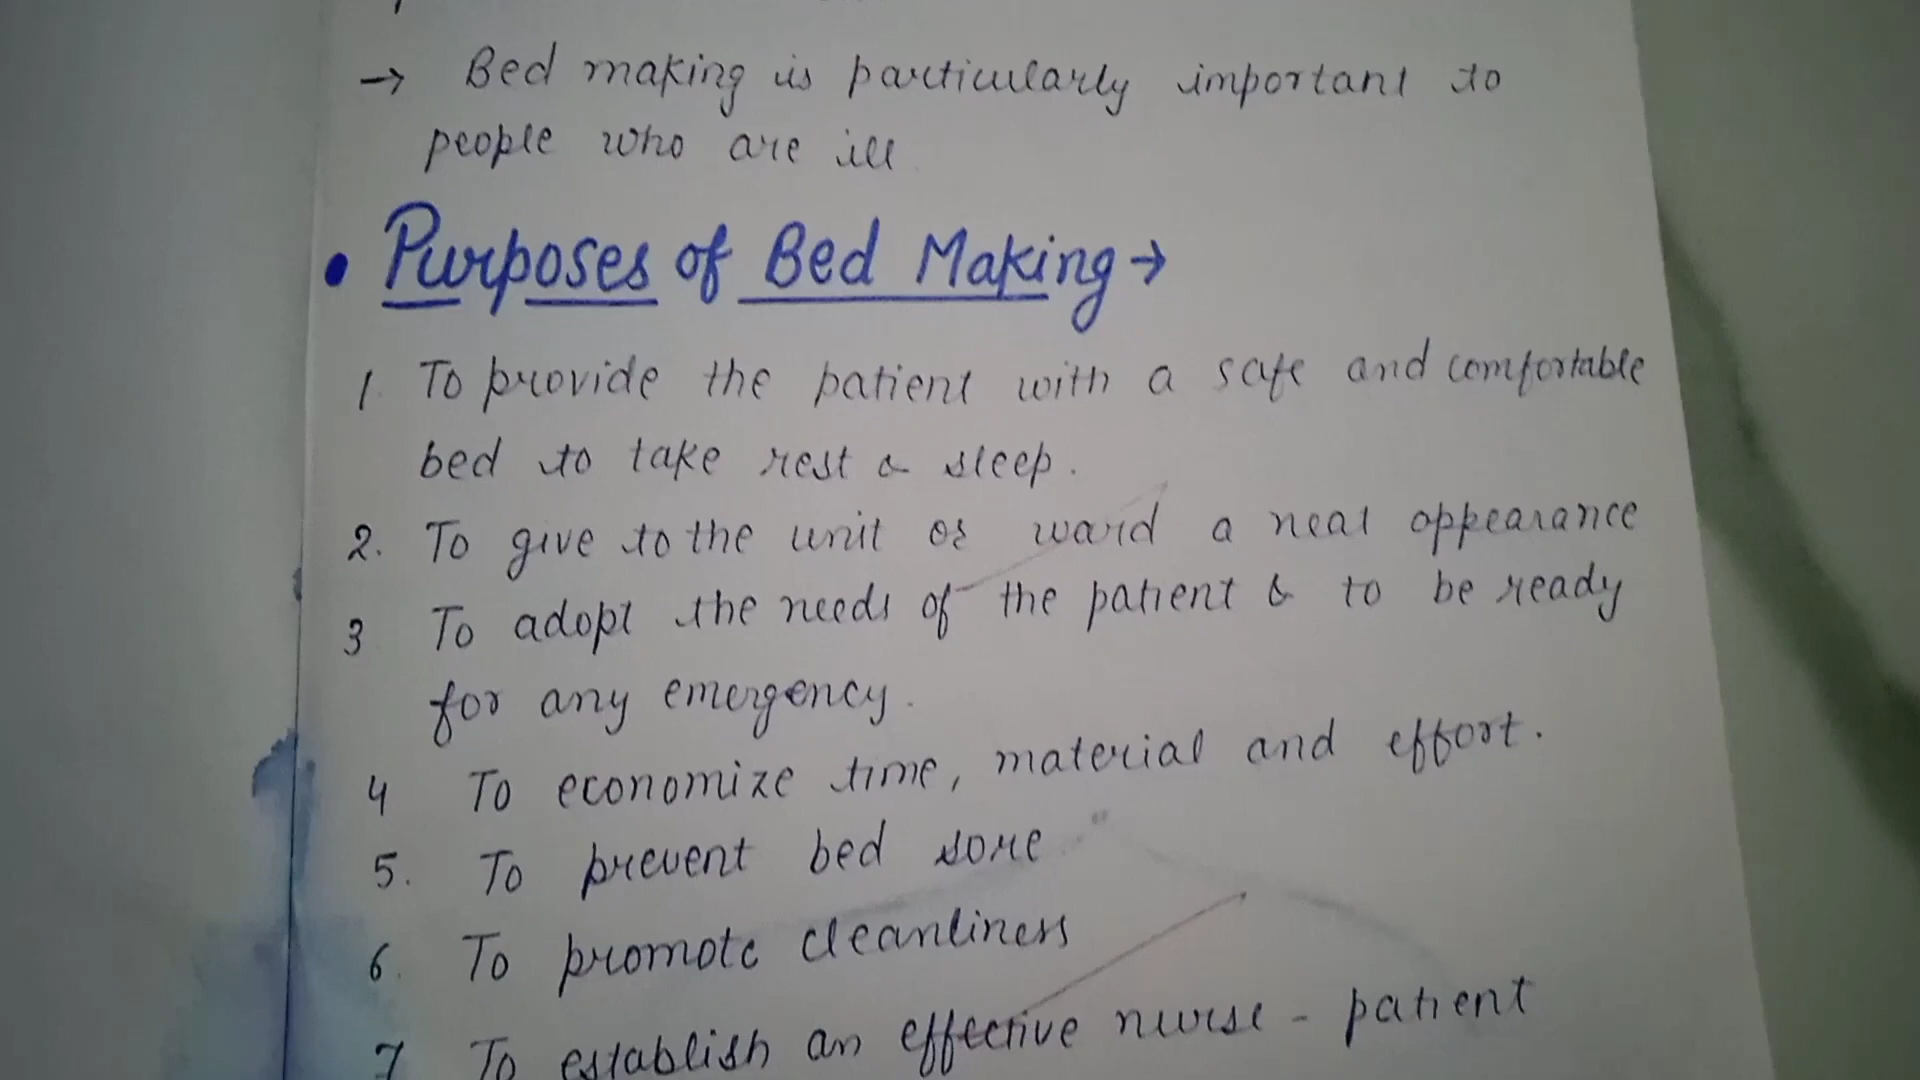 → Bed making is particularly important to
people who are ill
• Purposes of Bed Making →
1. To provide the patient with a safe and comfortable
bed to take rest & sleep.
2. To give to the unit or ward a neat appearance
3 To adopt the needs of the patient & to be ready
for any emergency.
4 To economize time, material and effort.
5. To prevent bed sore
6. To promote cleanliness
7 To establish an effective nurse - patient